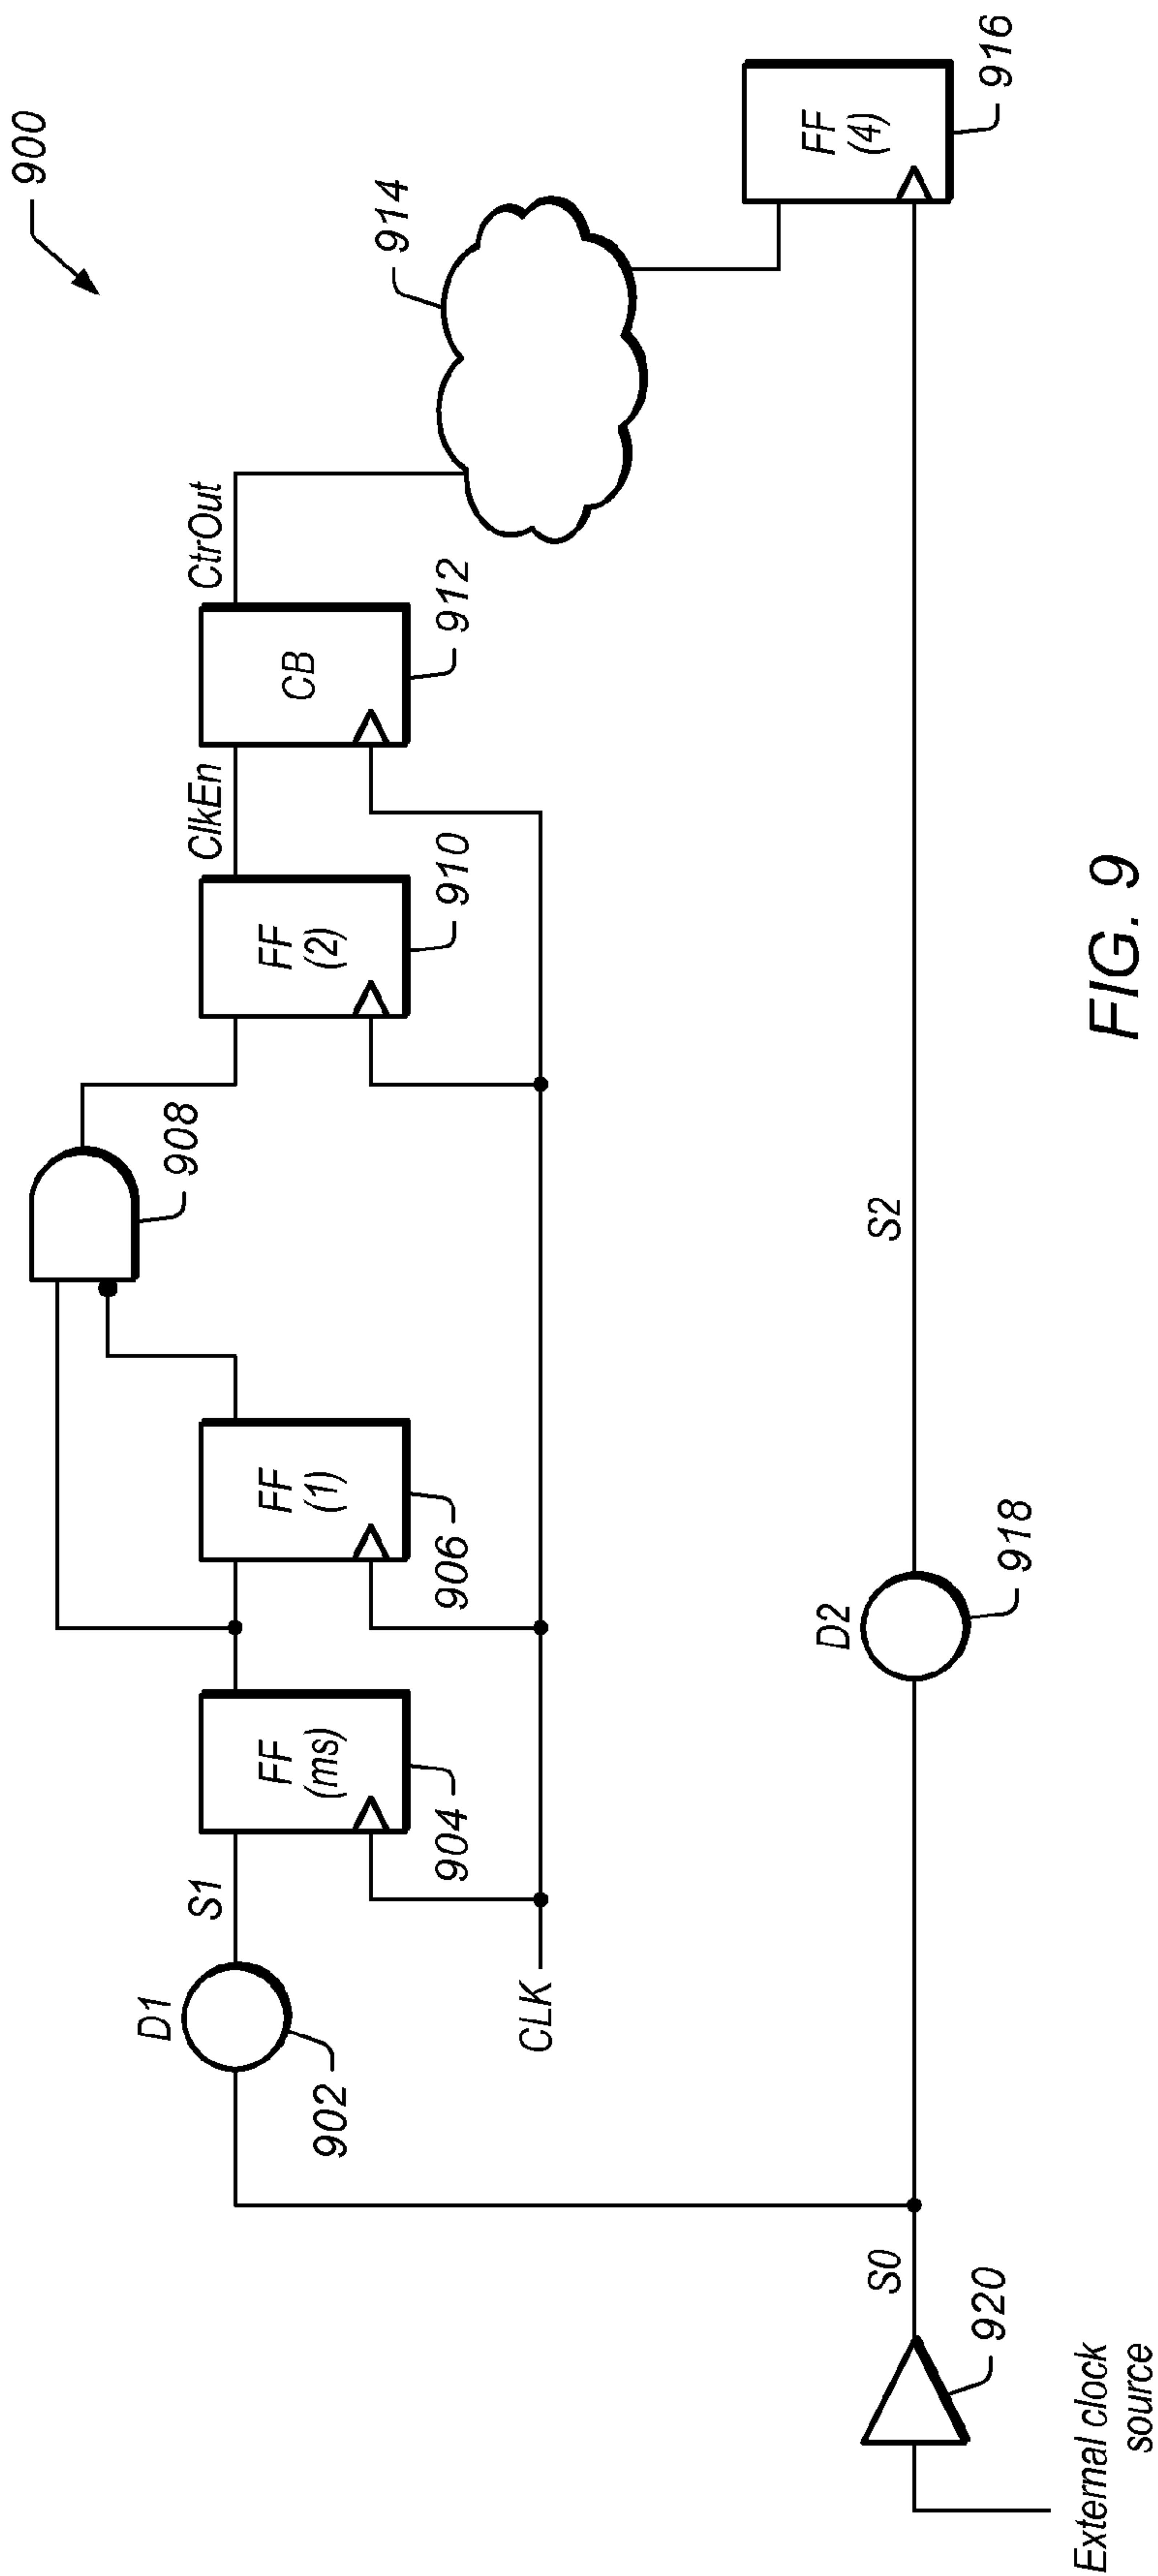 900
D1
902
S1
FF
(ms)
904
FF
(1)
906
908
FF
(2)
910
ClkEn
CB
912
CtrOut
914
CLK
FF
(4)
916
External clock
source
920
S0
D2
918
S2
FIG. 9